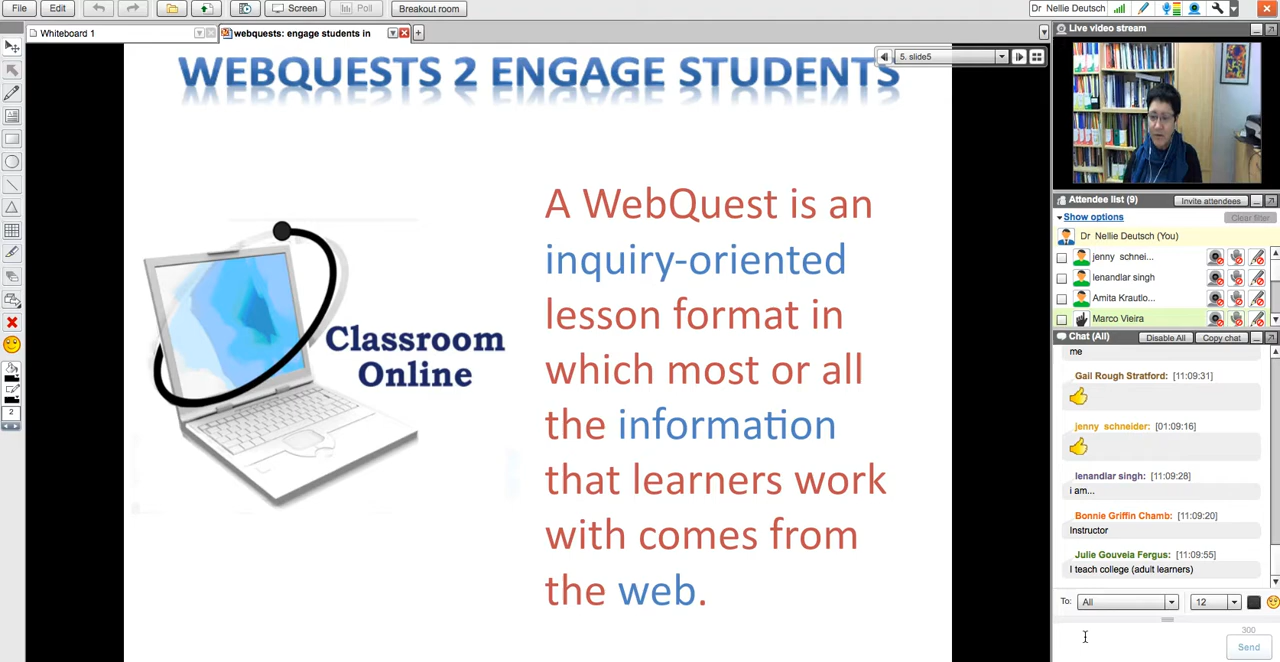 File Edit Screen Poll Breakout room Dr Nellie Deutsch
Whiteboard 1 webquests: engage students in
Live video stream
5. slide5
WEBQUESTS 2 ENGAGE STUDENTS
A WebQuest is an
inquiry-oriented
lesson format in
which most or all
the information
that learners work
with comes from
the web.
Classroom
Online
2
Attendee list (9) Invite attendees
Show options Clear filter
Dr Nellie Deutsch (You)
jenny schnei...
lenandlar singh
Amita Krautlo...
Marco Vieira
Chat (All) Disable All Copy chat
me
Gail Rough Stratford: [11:09:31]
jenny schneider: [01:09:16]
lenandlar singh: [11:09:28]
i am...
Bonnie Griffin Chamb: [11:09:20]
Instructor
Julie Gouveia Fergus: [11:09:55]
I teach college (adult learners)
To: All 12
300
Send